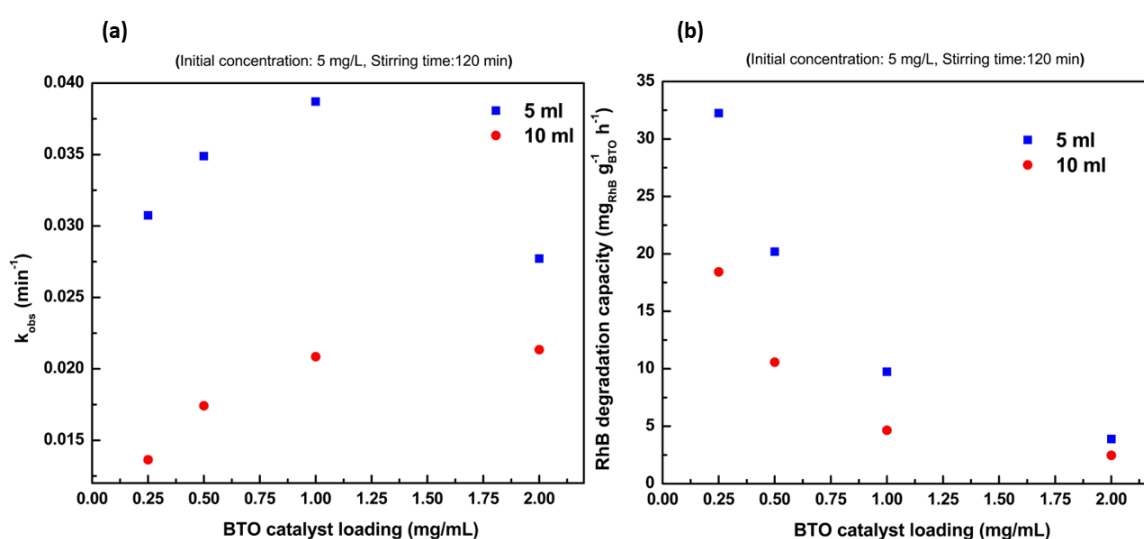 (a)
(Initial concentration: 5 mg/L, Stirring time:120 min)
0.040
0.035
0.030
0.025
0.020
0.015
k_obs (min⁻¹)
5 ml
10 ml
0.00 0.25 0.50 0.75 1.00 1.25 1.50 1.75 2.00
BTO catalyst loading (mg/mL)
(b)
(Initial concentration: 5 mg/L, Stirring time:120 min)
35
30
25
20
15
10
5
0
RhB degradation capacity (mg_RhB g⁻¹_BTO h⁻¹)
5 ml
10 ml
0.00 0.25 0.50 0.75 1.00 1.25 1.50 1.75 2.00
BTO catalyst loading (mg/mL)